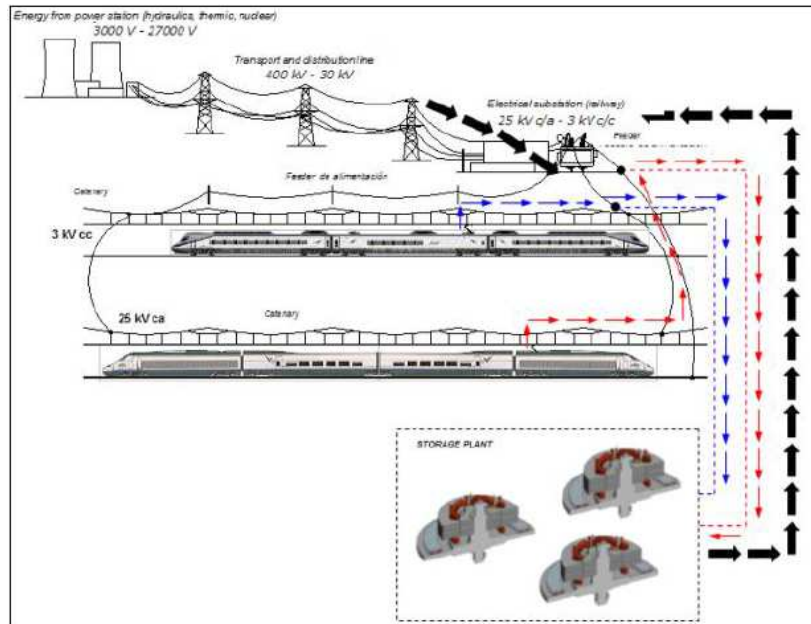 Energy from power station (hydraulics, thermic, nuclear)
3000 V - 27000 V
Transport and distribution line
400 kV - 30 kV
Electrical substation (railway)
25 kV c/a - 3 kV c/c
Feeder
Feeder de alimentación
Catenary
3 kV cc
25 kV ca
Catenary
STORAGE PLANT